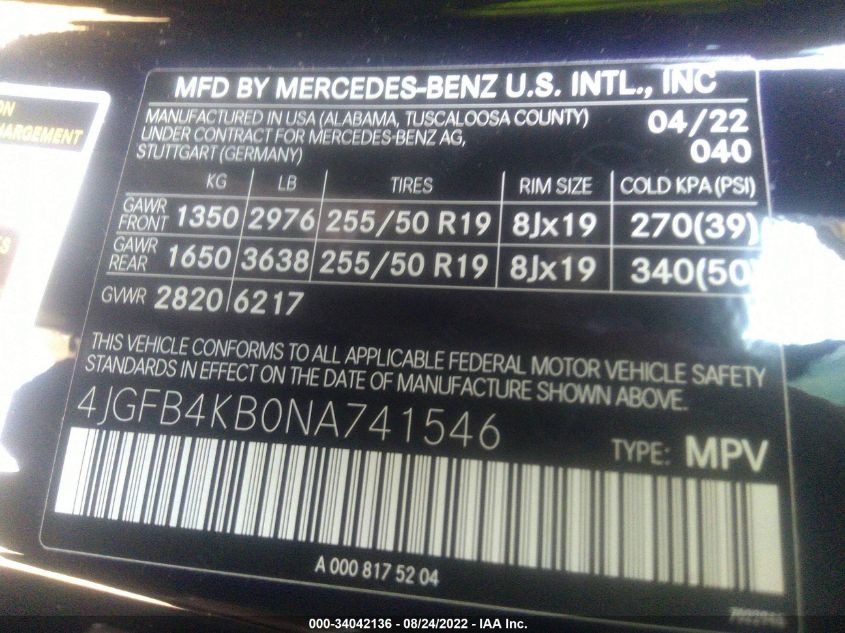 ON
HARGEMENT
MFD BY MERCEDES-BENZ U.S. INTL., INC
MANUFACTURED IN USA (ALABAMA, TUSCALOOSA COUNTY) 04/22
UNDER CONTRACT FOR MERCEDES-BENZ AG, 040
STUTTGART (GERMANY)
KG LB TIRES RIM SIZE COLD KPA (PSI)
GAWR FRONT 1350 2976 255/50 R19 8Jx19 270(39)
GAWR REAR 1650 3638 255/50 R19 8Jx19 340(50
GVWR 2820 6217
THIS VEHICLE CONFORMS TO ALL APPLICABLE FEDERAL MOTOR VEHICLE SAFETY
STANDARDS IN EFFECT ON THE DATE OF MANUFACTURE SHOWN ABOVE.
4JGFB4KB0NA741546 TYPE: MPV
A 000 817 52 04
000-34042136 - 08/24/2022 - IAA Inc.